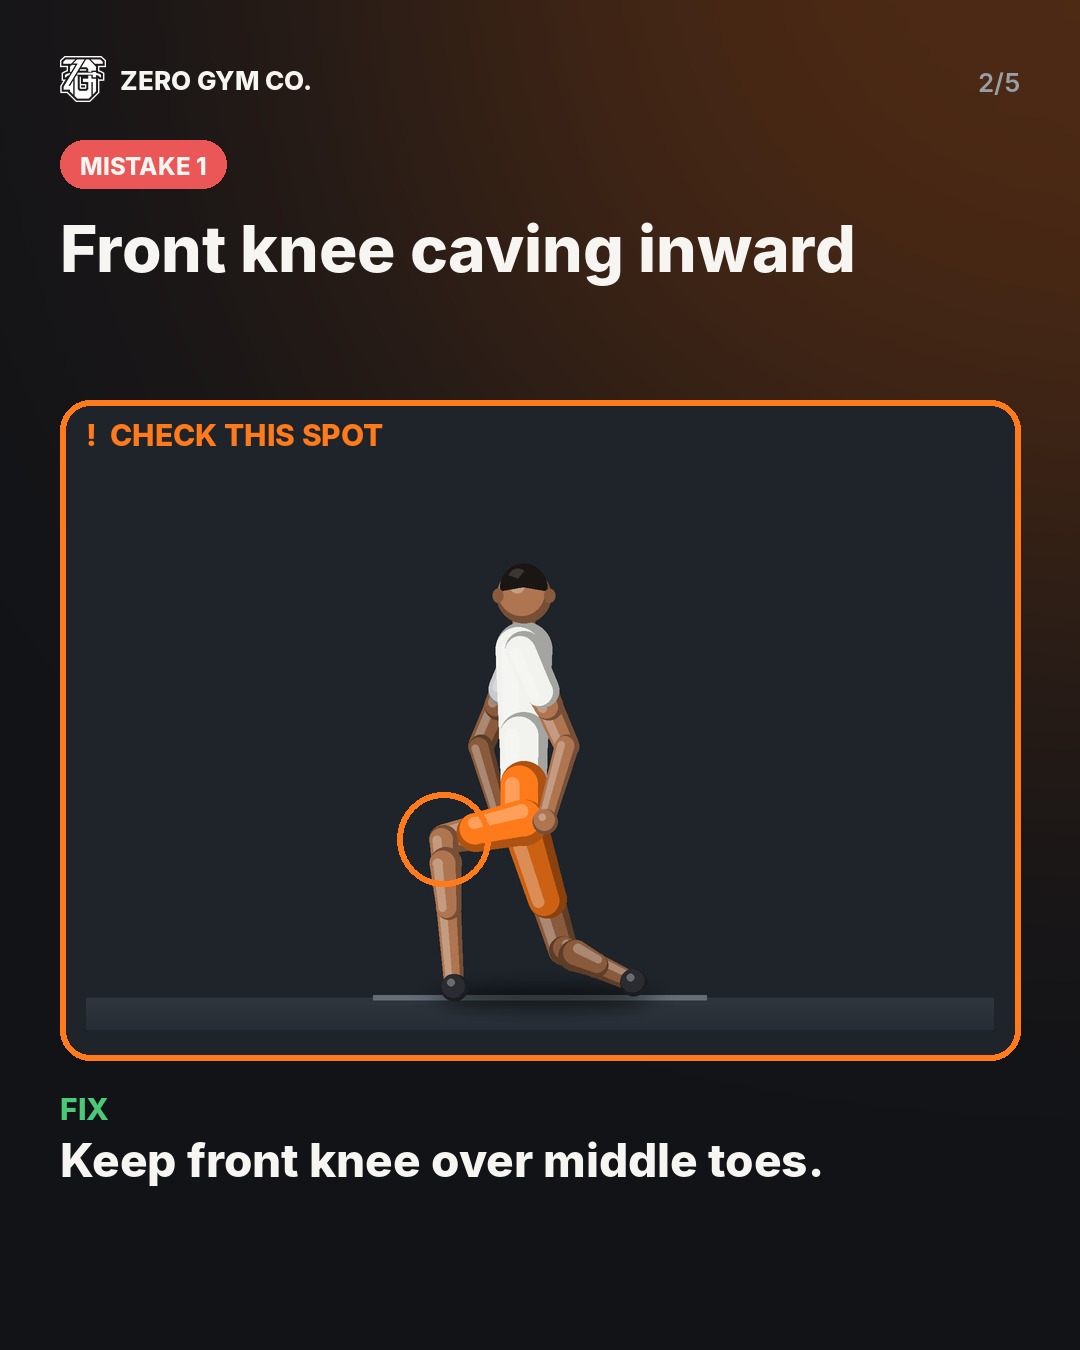 ZERO GYM CO.
2/5
MISTAKE 1
Front knee caving inward
! CHECK THIS SPOT
FIX
Keep front knee over middle toes.